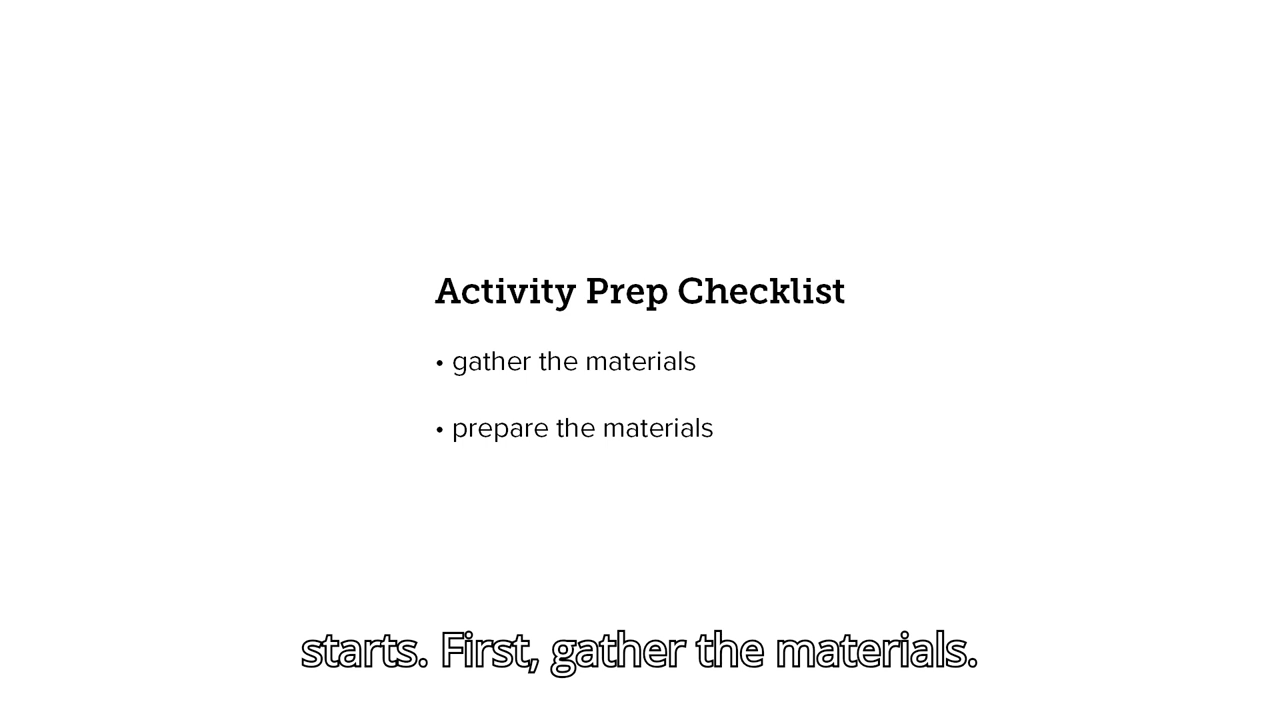 Activity Prep Checklist
• gather the materials
• prepare the materials
starts. First, gather the materials.